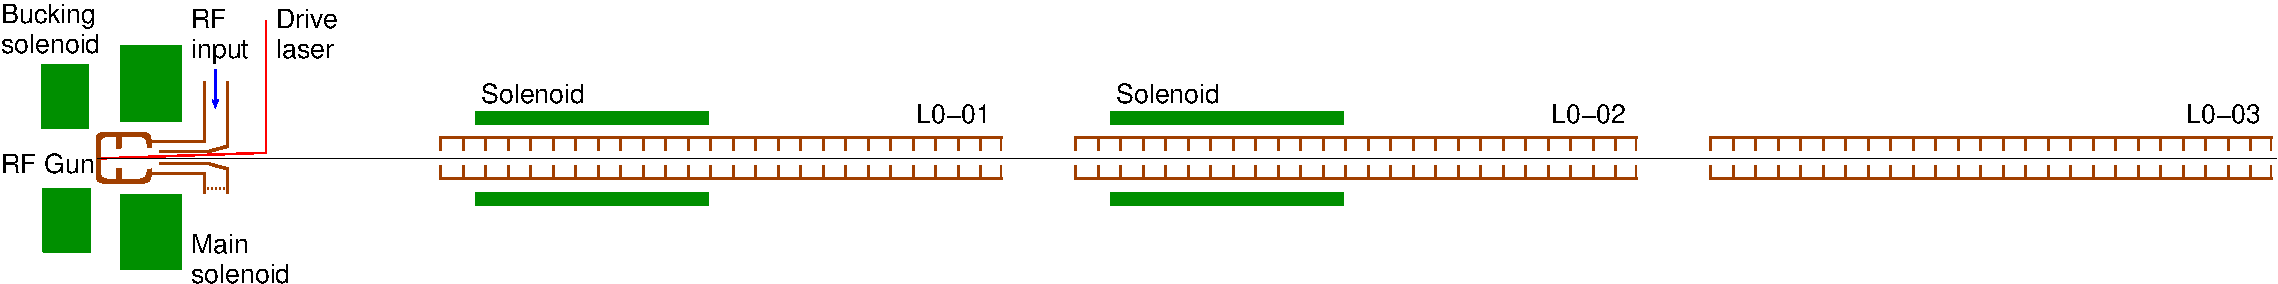 Bucking
solenoid
RF
input
Drive
laser
Solenoid
L0–01
Solenoid
L0–02
L0–03
RF Gun
Main
solenoid